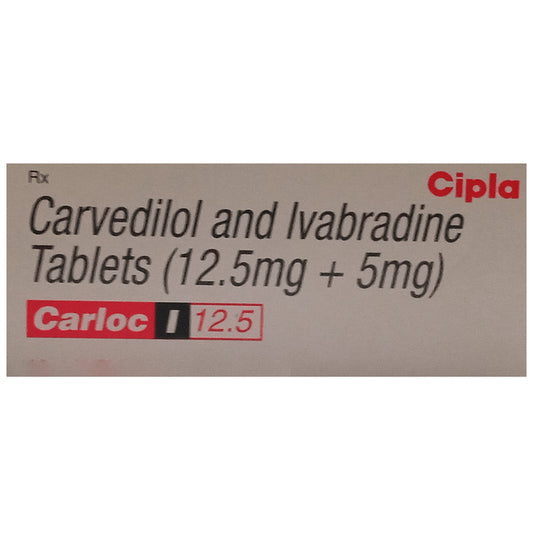 Rx
Cipla
Carvedilol and Ivabradine
Tablets (12.5mg + 5mg)
Carloc I 12.5